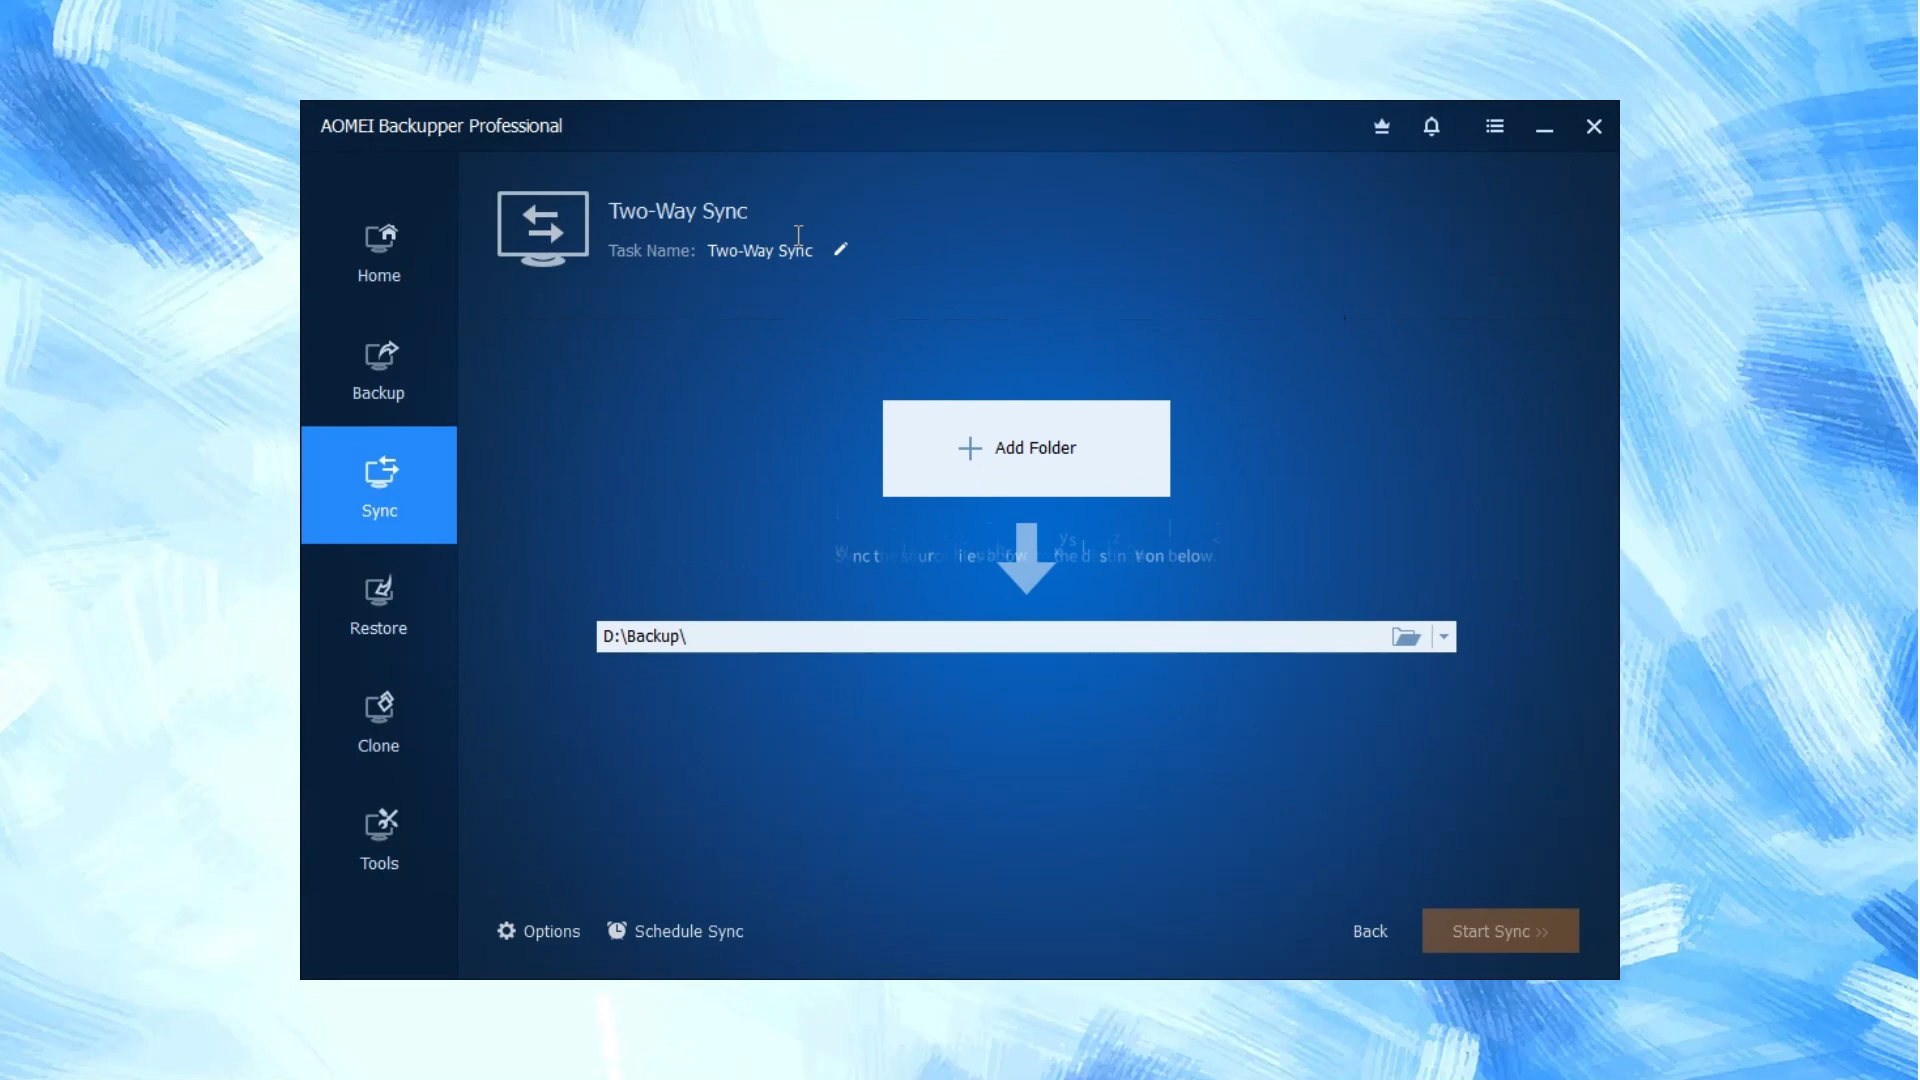 AOMEI Backupper Professional
Home
Backup
Sync
Restore
Clone
Tools
Two-Way Sync
Task Name: Two-Way Sync
Add Folder
below.
D:\Backup\
Options
Schedule Sync
Back
Start Sync >>